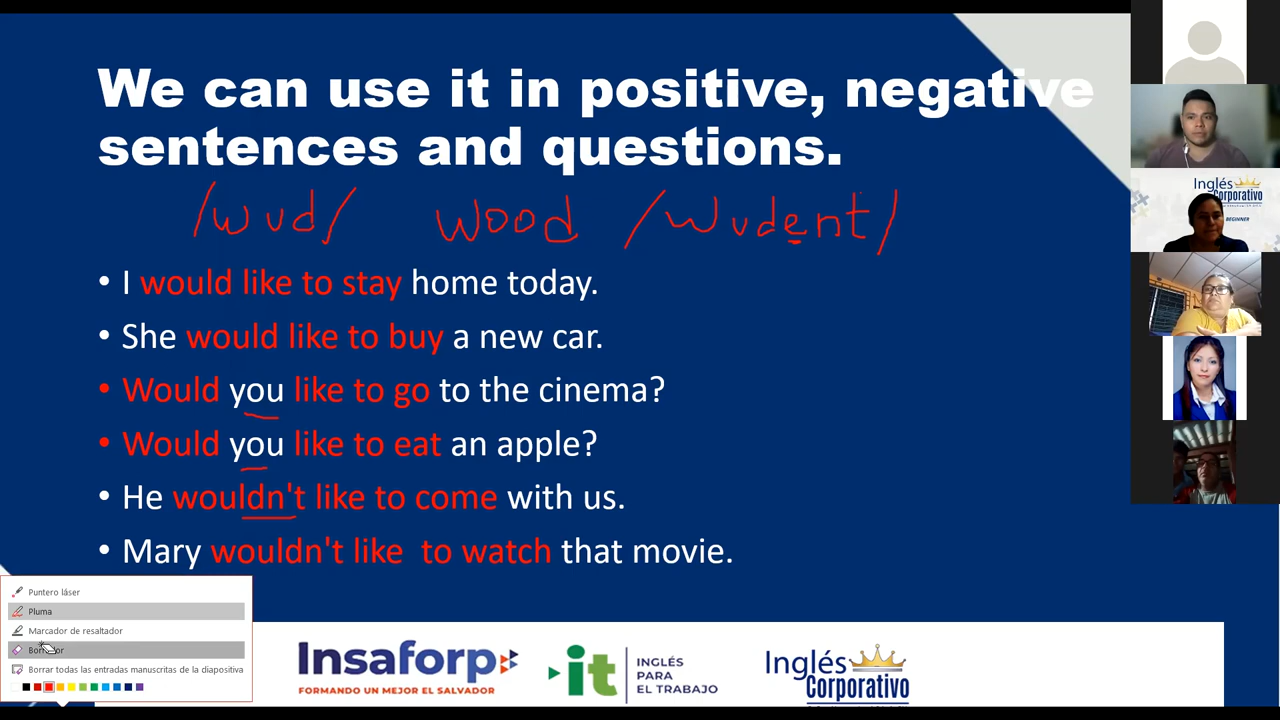 We can use it in positive, negative
sentences and questions.
/wud/ wood /wudent/
• I would like to stay home today.
• She would like to buy a new car.
• Would you like to go to the cinema?
• Would you like to eat an apple?
• He wouldn't like to come with us.
• Mary wouldn't like to watch that movie.
Puntero láser
Pluma
Marcador de resaltador
Borrar todas las entradas manuscritas de la diapositiva
Insaforp
FORMANDO UN MEJOR EL SALVADOR
it
INGLÉS
PARA
EL TRABAJO
Inglés
Corporativo
Inglés
Corporativo
BEGINNER